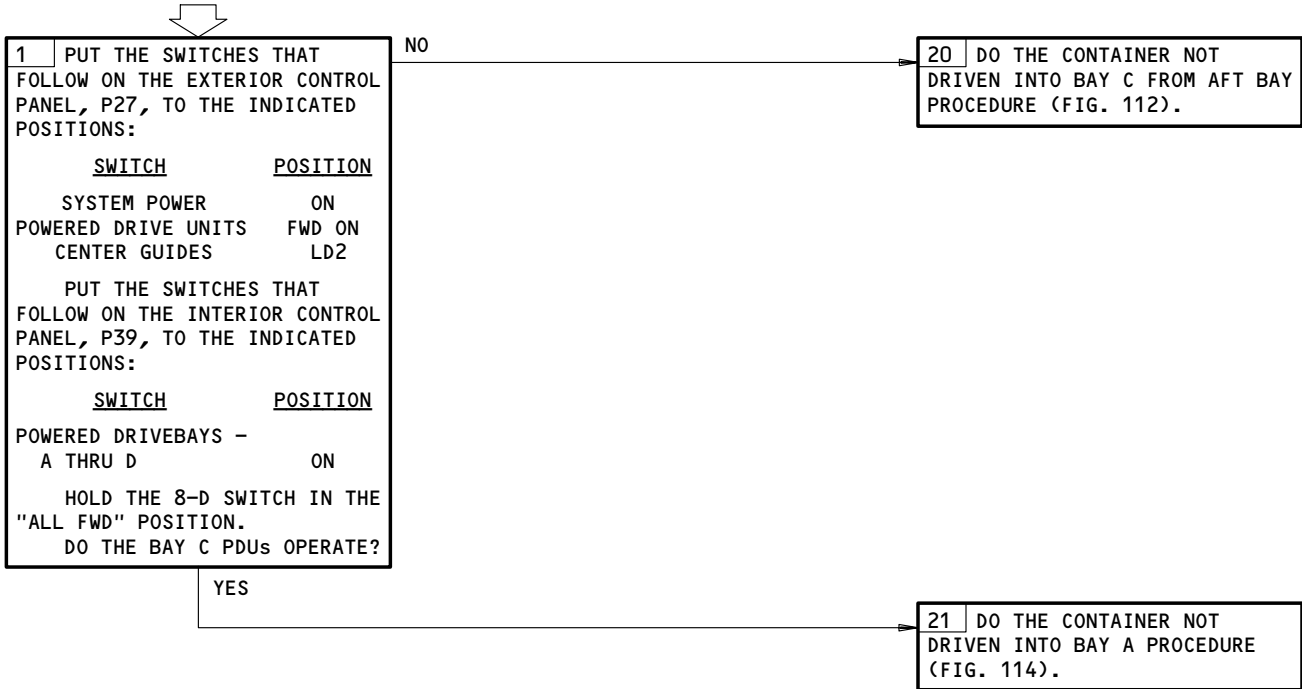 1 PUT THE SWITCHES THAT
FOLLOW ON THE EXTERIOR CONTROL
PANEL, P27, TO THE INDICATED
POSITIONS:
SWITCH POSITION
SYSTEM POWER ON
POWERED DRIVE UNITS FWD ON
CENTER GUIDES LD2
PUT THE SWITCHES THAT
FOLLOW ON THE INTERIOR CONTROL
PANEL, P39, TO THE INDICATED
POSITIONS:
SWITCH POSITION
POWERED DRIVEBAYS –
A THRU D ON
HOLD THE 8–D SWITCH IN THE
"ALL FWD" POSITION.
DO THE BAY C PDUs OPERATE?
NO
20 DO THE CONTAINER NOT
DRIVEN INTO BAY C FROM AFT BAY
PROCEDURE (FIG. 112).
YES
21 DO THE CONTAINER NOT
DRIVEN INTO BAY A PROCEDURE
(FIG. 114).